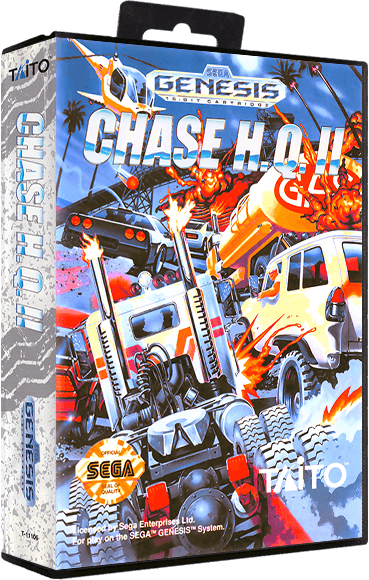 TAITO
CHASE H.Q. II
GENESIS
T-11106
SEGA
GENESIS
16-BIT CARTRIDGE
CHASE H.Q. II
OFFICIAL
SEGA
SEAL OF
QUALITY
TAITO
Licensed by Sega Enterprises Ltd.
For play on the SEGA™ GENESIS™ System.